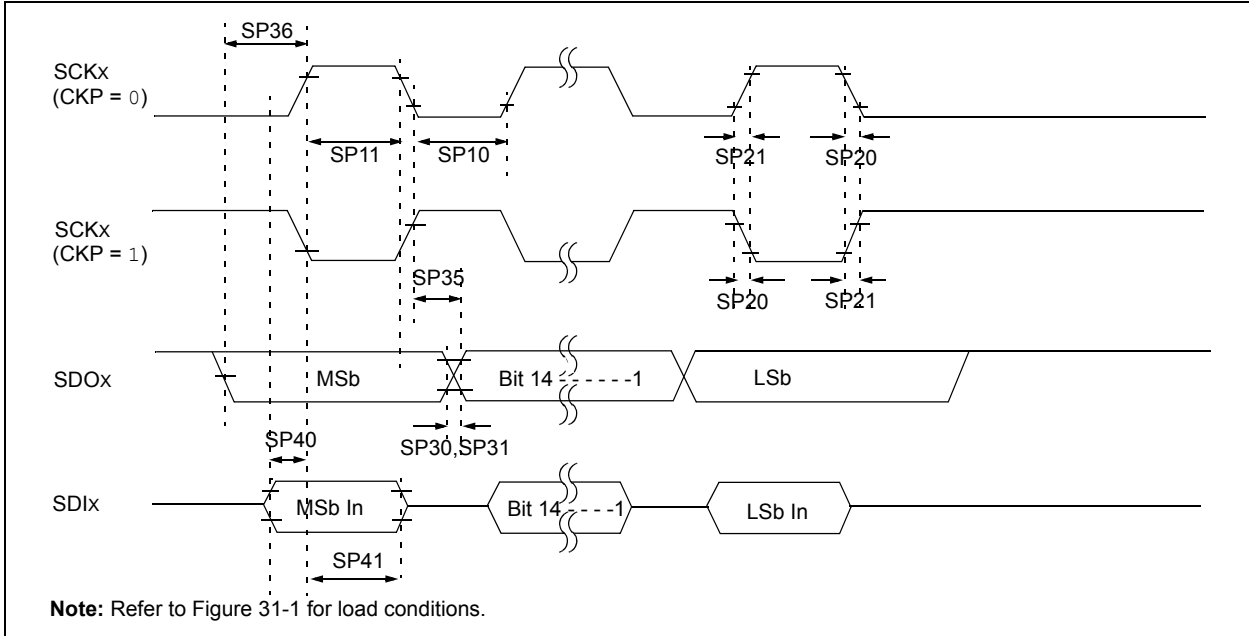 SP36
SCKx
(CKP = 0)
SP11
SP10
SP21
SP20
SCKx
(CKP = 1)
SP35
SP20
SP21
SDOx
MSb
Bit 14 - - - - - -1
LSb
SP40
SP30,SP31
SDIx
MSb In
Bit 14 - - - -1
LSb In
SP41
Note: Refer to Figure 31-1 for load conditions.